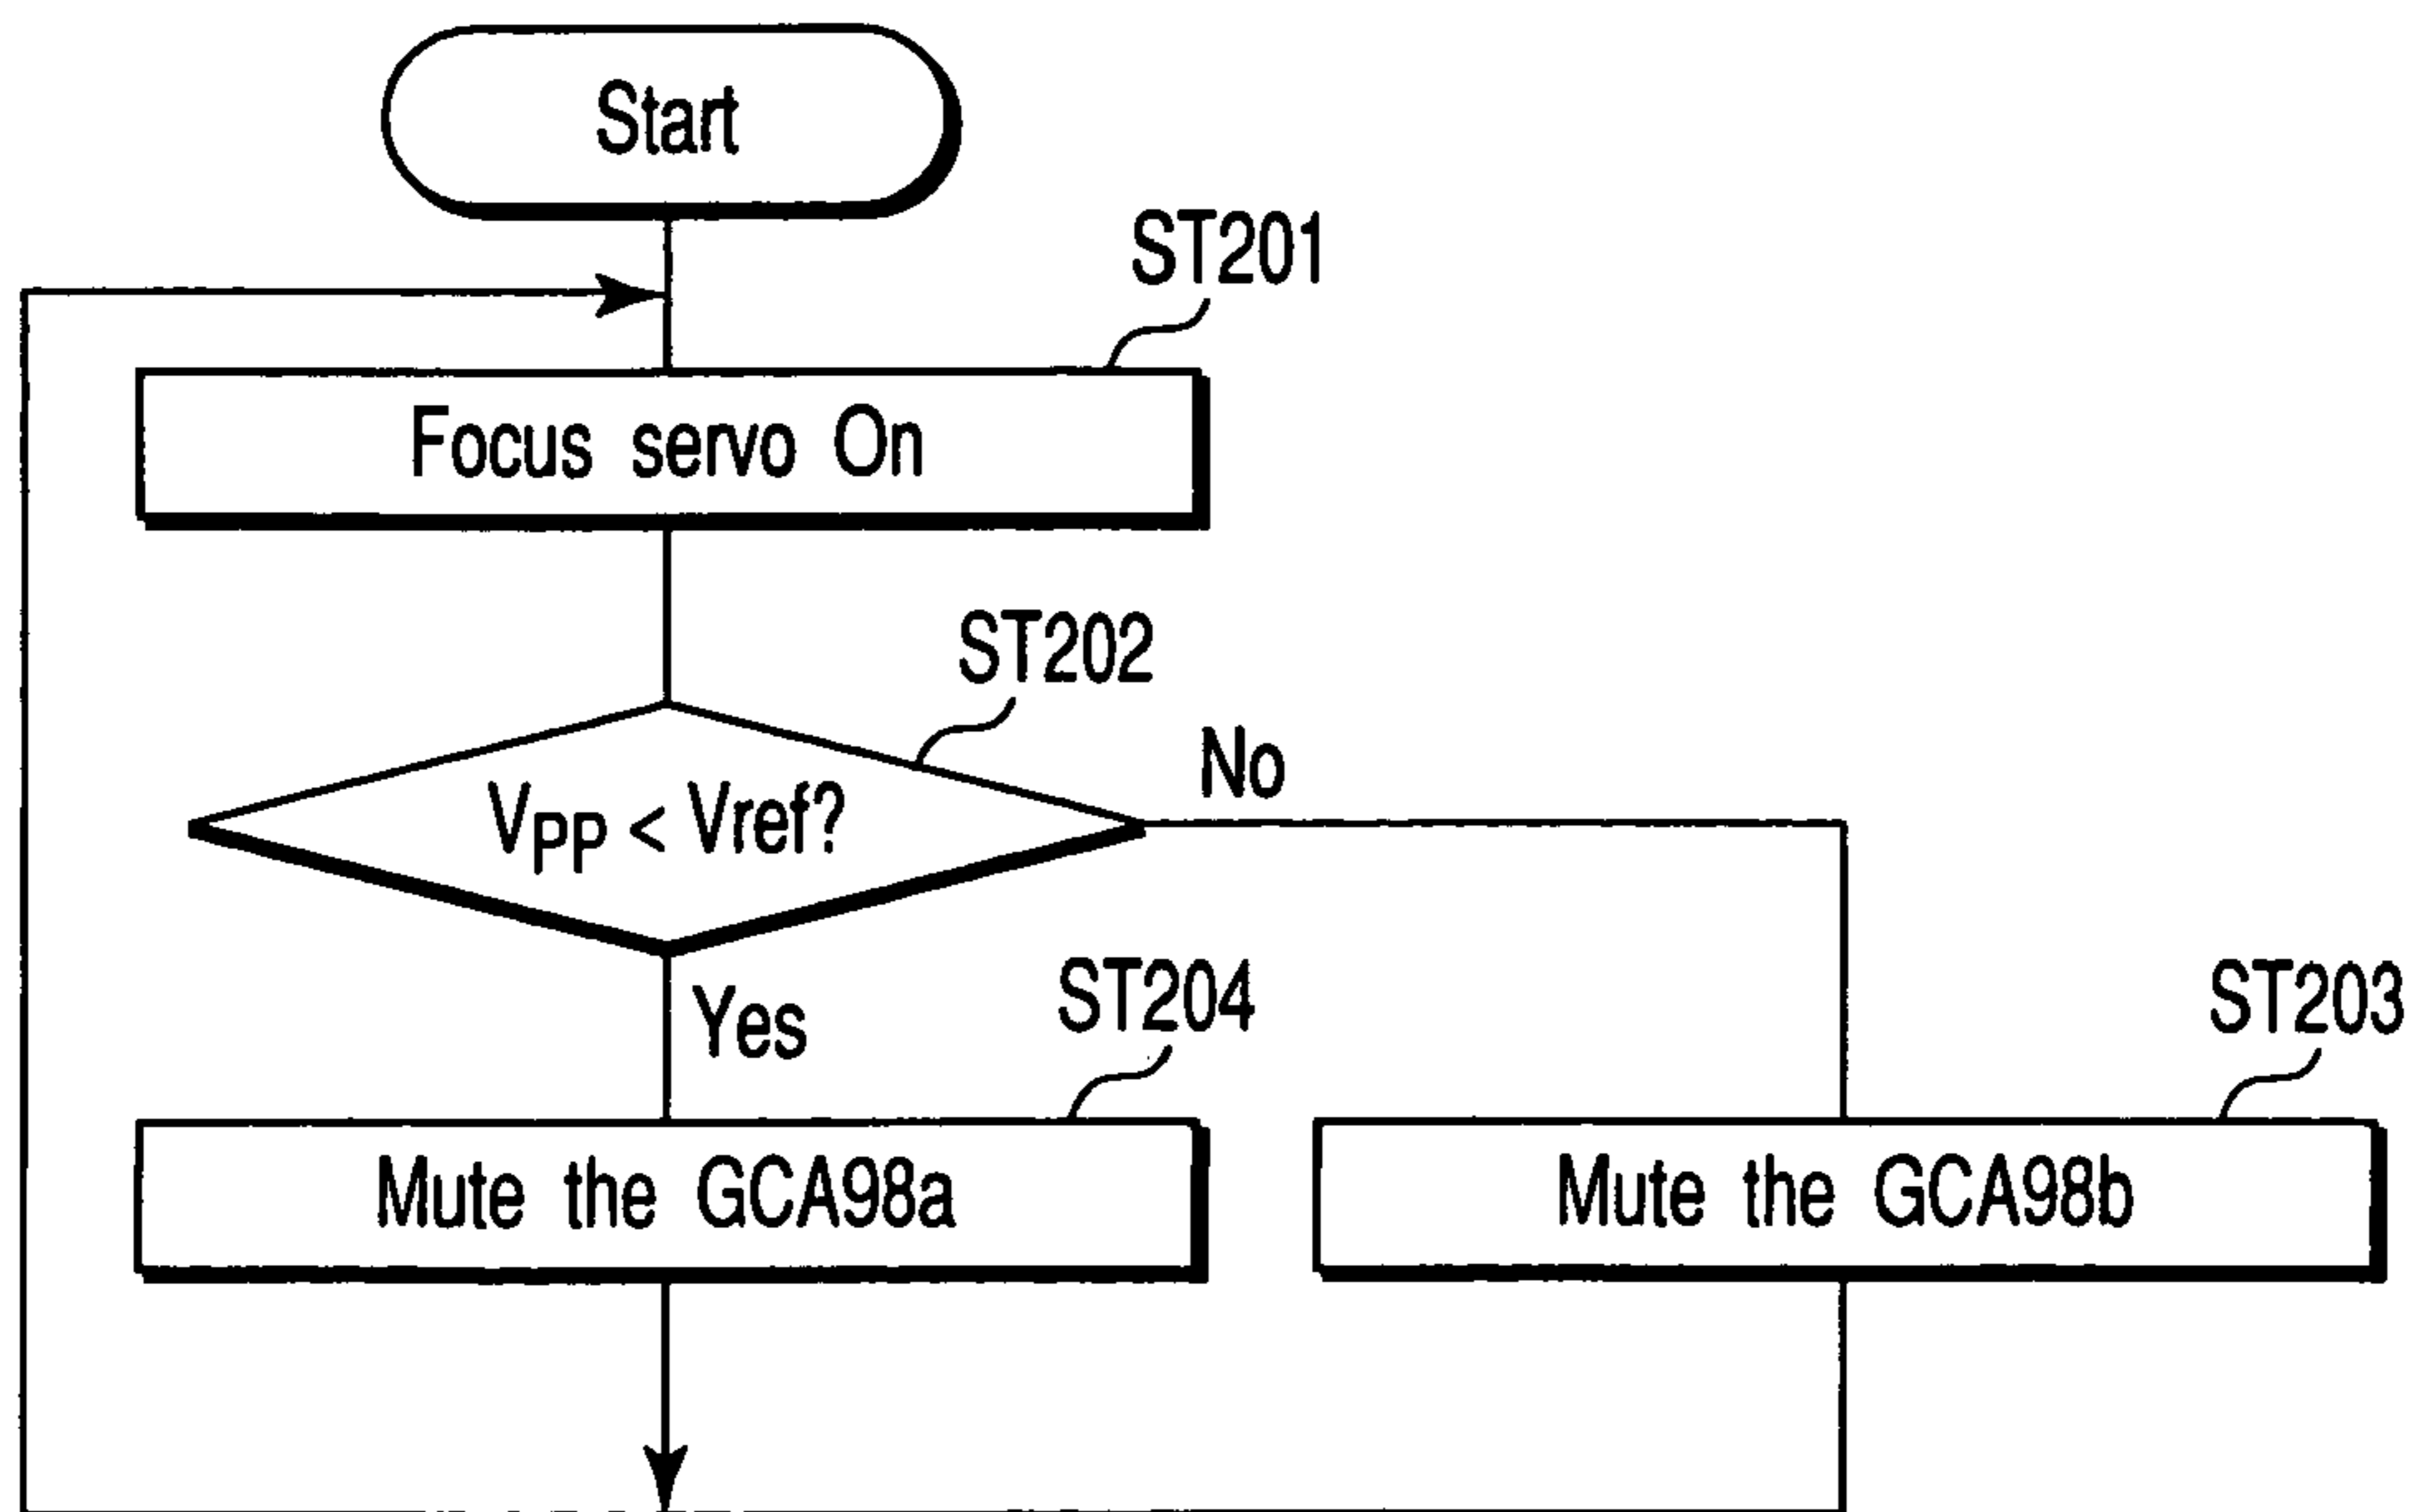 Start
ST201
Focus servo On
ST202
VPP < Vref?
No
Yes
ST204
ST203
Mute the GCA98a
Mute the GCA98b